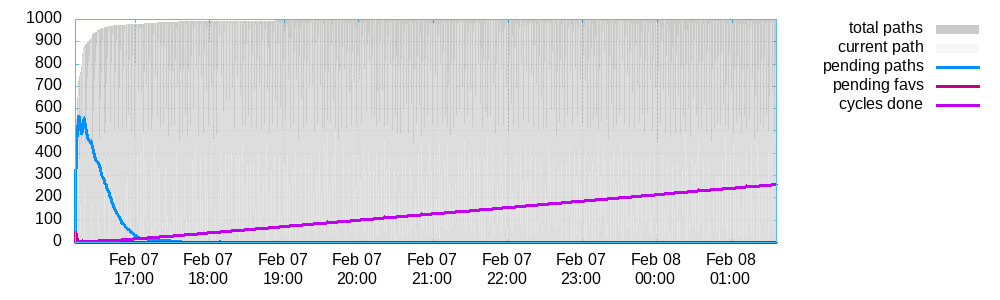 1000
900
800
700
600
500
400
300
200
100
0
Feb 07 Feb 07 Feb 07 Feb 07 Feb 07 Feb 07 Feb 07 Feb 08 Feb 08
17:00 18:00 19:00 20:00 21:00 22:00 23:00 00:00 01:00
total paths
current path
pending paths
pending favs
cycles done